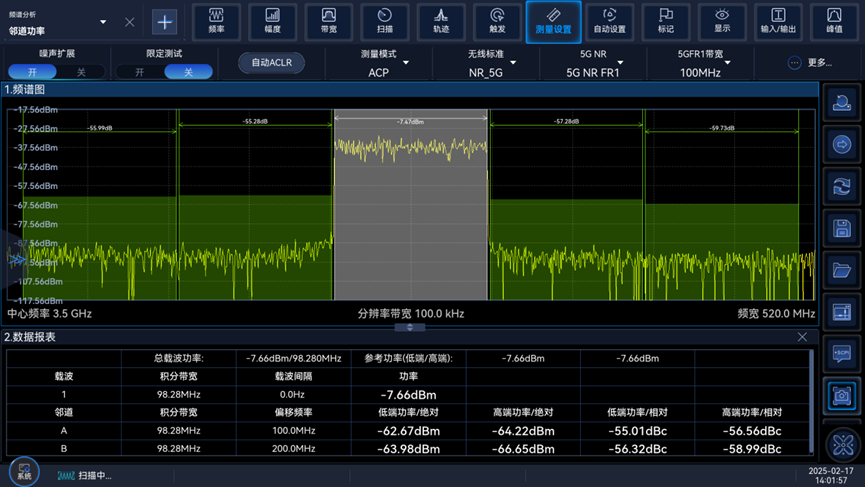 频谱分析
邻道功率
频率
幅度
带宽
扫描
轨迹
触发
测量设置
自动设置
标记
显示
输入/输出
峰值
噪声扩展
开 关
限定测试
开 关
自动ACLR
测量模式
ACP
无线标准
NR_5G
5G NR
5G NR FR1
5GFR1带宽
100MHz
更多...
1.频谱图
-17.56dBm
-27.56dBm
-37.56dBm
-47.56dBm
-57.56dBm
-67.56dBm
-77.56dBm
-87.56dBm
-107.56dBm
-117.56dBm
-55.99dB
-55.28dB
-7.47dBm
-57.28dB
-59.73dB
中心频率 3.5 GHz
分辨率带宽 100.0 kHz
频宽 520.0 MHz
2.数据报表
总载波功率: -7.66dBm/98.280MHz 参考功率(低端/高端): -7.66dBm -7.66dBm
载波 积分带宽 载波间隔 功率
1 98.28MHz 0.0Hz -7.66dBm
邻道 积分带宽 偏移频率 低端功率/绝对 高端功率/绝对 低端功率/相对 高端功率/相对
A 98.28MHz 100.0MHz -62.67dBm -64.22dBm -55.01dBc -56.56dBc
B 98.28MHz 200.0MHz -63.98dBm -66.65dBm -56.32dBm -58.99dBc
系统
扫描中...
2025-02-17
14:01:57